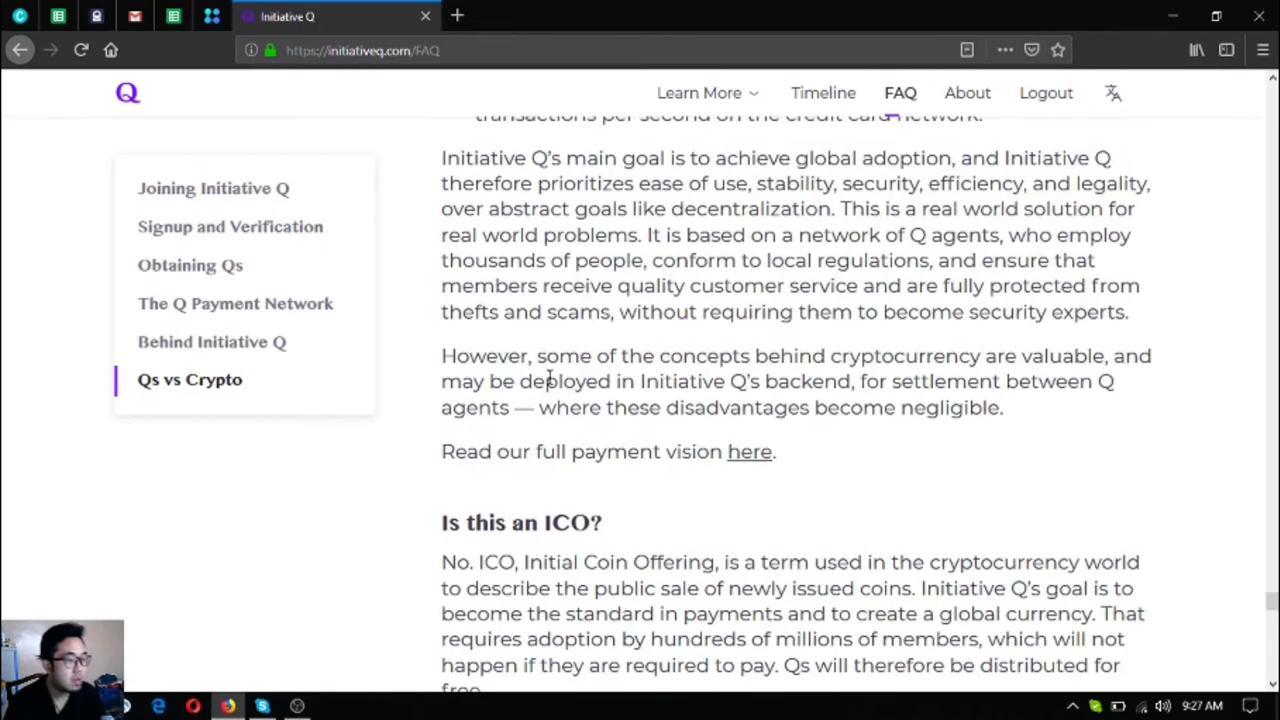 Initiative Q
https://initiativeq.com/FAQ
Q
Learn More
Timeline
FAQ
About
Logout
transactions per second on the credit card network.
Joining Initiative Q
Signup and Verification
Obtaining Qs
The Q Payment Network
Behind Initiative Q
Qs vs Crypto
Initiative Q's main goal is to achieve global adoption, and Initiative Q
therefore prioritizes ease of use, stability, security, efficiency, and legality,
over abstract goals like decentralization. This is a real world solution for
real world problems. It is based on a network of Q agents, who employ
thousands of people, conform to local regulations, and ensure that
members receive quality customer service and are fully protected from
thefts and scams, without requiring them to become security experts.
However, some of the concepts behind cryptocurrency are valuable, and
may be deployed in Initiative Q's backend, for settlement between Q
agents — where these disadvantages become negligible.
Read our full payment vision here.
Is this an ICO?
No. ICO, Initial Coin Offering, is a term used in the cryptocurrency world
to describe the public sale of newly issued coins. Initiative Q's goal is to
become the standard in payments and to create a global currency. That
requires adoption by hundreds of millions of members, which will not
happen if they are required to pay. Qs will therefore be distributed for
free.
9:27 AM